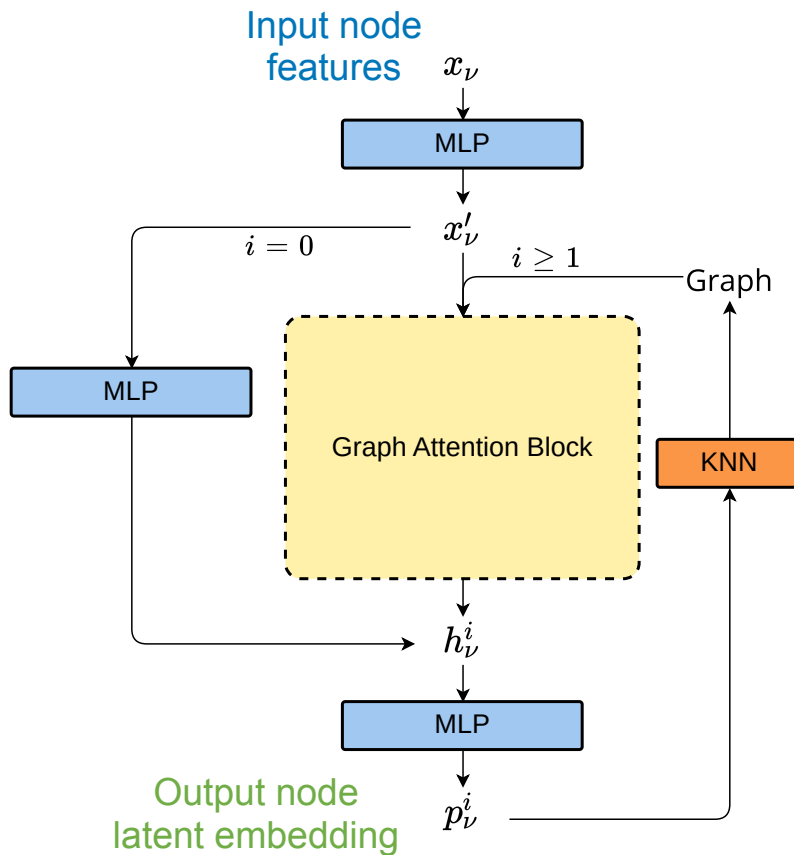 Input node
features
x_ν
MLP
x′_ν
i = 0
i ≥ 1
Graph
MLP
Graph Attention Block
KNN
h^i_ν
MLP
Output node
latent embedding
p^i_ν